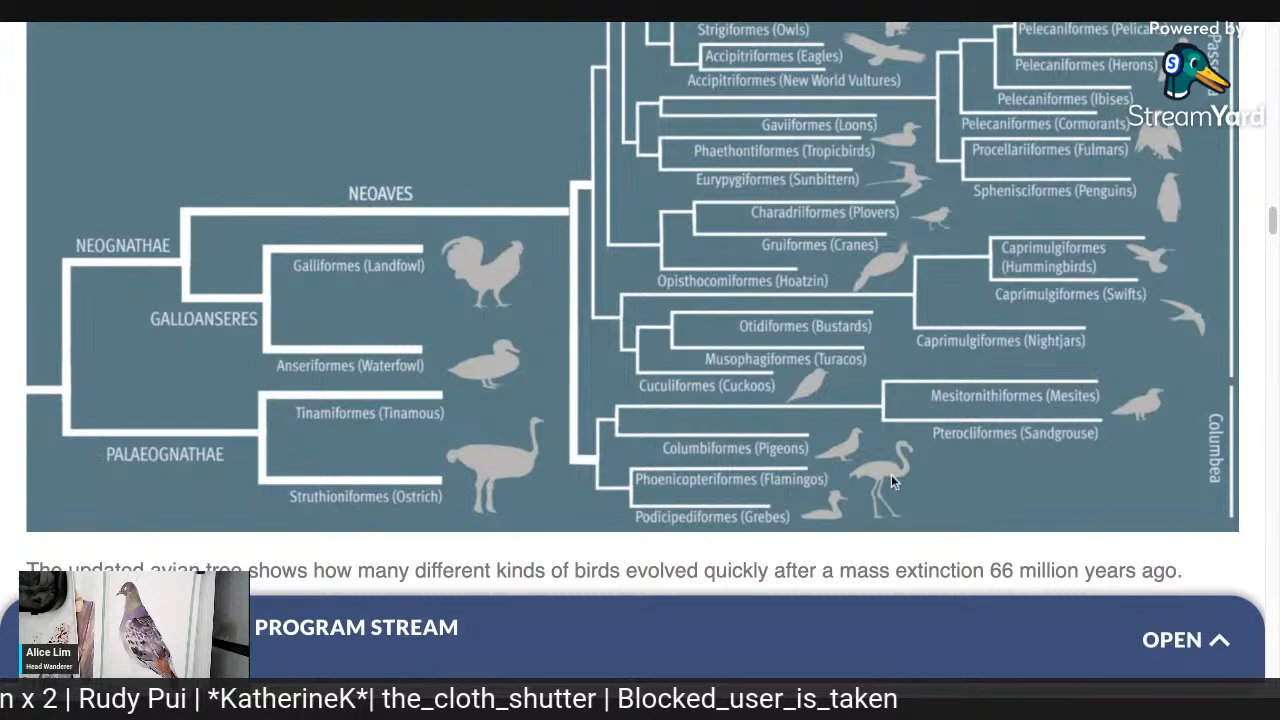 Strigiformes (Owls)
Accipitriformes (Eagles)
Accipitriformes (New World Vultures)
Gaviiformes (Loons)
Phaethontiformes (Tropicbirds)
Eurypygiformes (Sunbittern)
Charadriiformes (Plovers)
Gruiformes (Cranes)
Opisthocomiformes (Hoatzin)
Otidiformes (Bustards)
Musophagiformes (Turacos)
Cuculiformes (Cuckoos)
Columbiformes (Pigeons)
Phoenicopteriformes (Flamingos)
Podicipediformes (Grebes)
Pelecaniformes
Pelecaniformes (Herons)
Pelecaniformes (Ibises)
Pelecaniformes (Cormorants)
Procellariiformes (Fulmars)
Sphenisciformes (Penguins)
Caprimulgiformes
(Hummingbirds)
Caprimulgiformes (Swifts)
Caprimulgiformes (Nightjars)
Mesitornithiformes (Mesites)
Pterocliformes (Sandgrouse)
Columbea
Powered by
StreamYard
NEOAVES
NEOGNATHAE
Galliformes (Landfowl)
GALLOANSERES
Anseriformes (Waterfowl)
Tinamiformes (Tinamous)
PALAEOGNATHAE
Struthioniformes (Ostrich)
The updated avian tree shows how many different kinds of birds evolved quickly after a mass extinction 66 million years ago.
PROGRAM STREAM
OPEN
Alice Lim
Head Wanderer
n x 2 | Rudy Pui | *KatherineK*| the_cloth_shutter | Blocked_user_is_taken